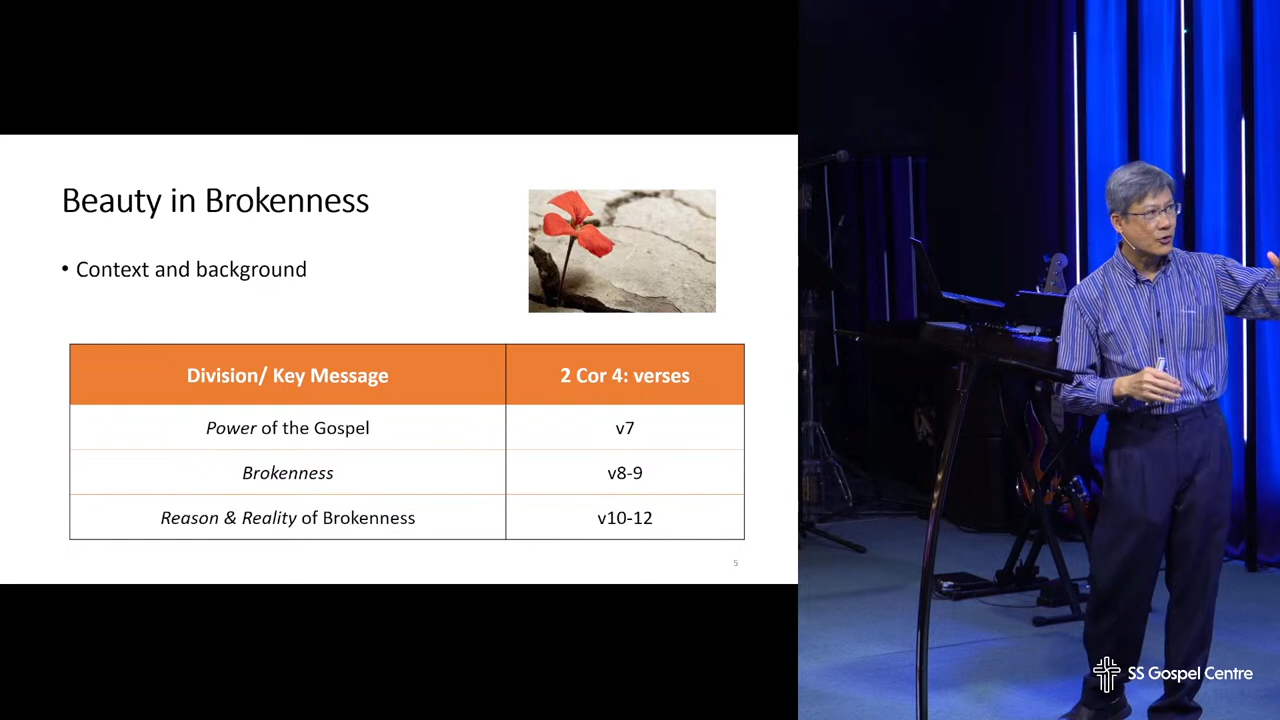 Beauty in Brokenness
• Context and background
Division/ Key Message
2 Cor 4: verses
Power of the Gospel
v7
Brokenness
v8-9
Reason & Reality of Brokenness
v10-12
5
SS Gospel Centre